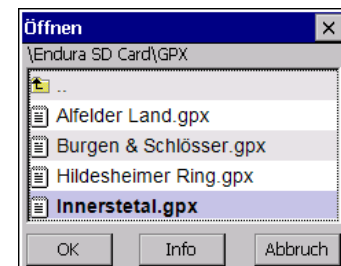 Öffnen
\Endura SD Card\GPX
..
Alfelder Land.gpx
Burgen & Schlösser.gpx
Hildesheimer Ring.gpx
Innerstetal.gpx
OK Info Abbruch